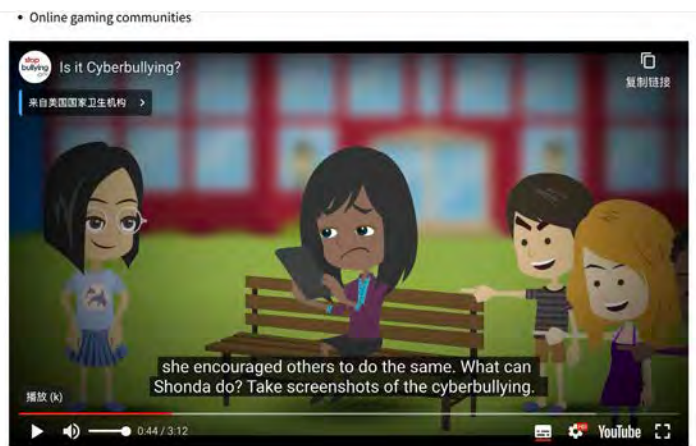 • Online gaming communities
stop
bullying
.gov
Is it Cyberbullying?
复制链接
来自美国国家卫生机构 >
she encouraged others to do the same. What can
Shonda do? Take screenshots of the cyberbullying.
播放 (k)
0:44 / 3:12
HD
YouTube